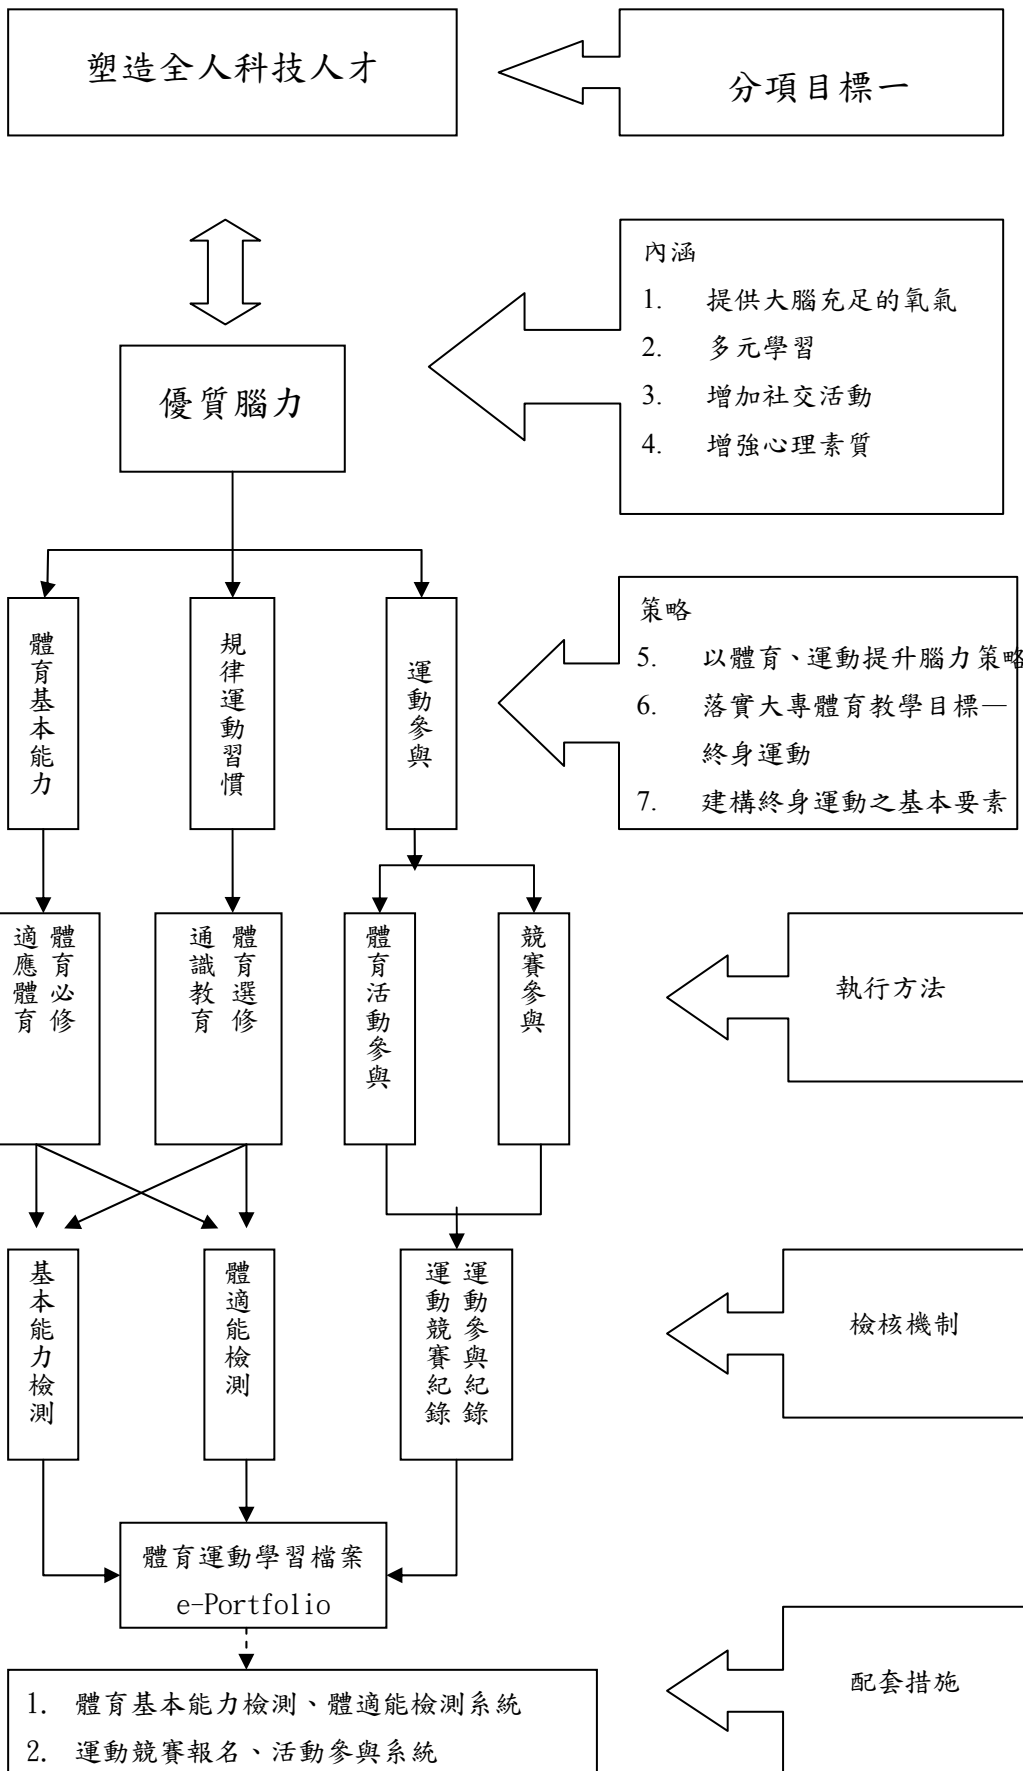 塑造全人科技人才
分項目標一
優質腦力
內涵
1. 提供大腦充足的氧氣
2. 多元學習
3. 增加社交活動
4. 增強心理素質
體育基本能力
規律運動習慣
運動參與
策略
5. 以體育、運動提升腦力策略
6. 落實大專體育教學目標—
終身運動
7. 建構終身運動之基本要素
體育必修
適應體育
體育選修
通識教育
體育活動參與
競賽參與
執行方法
基本能力檢測
體適能檢測
運動參與紀錄
運動競賽紀錄
檢核機制
體育運動學習檔案
e-Portfolio
1. 體育基本能力檢測、體適能檢測系統
2. 運動競賽報名、活動參與系統
配套措施